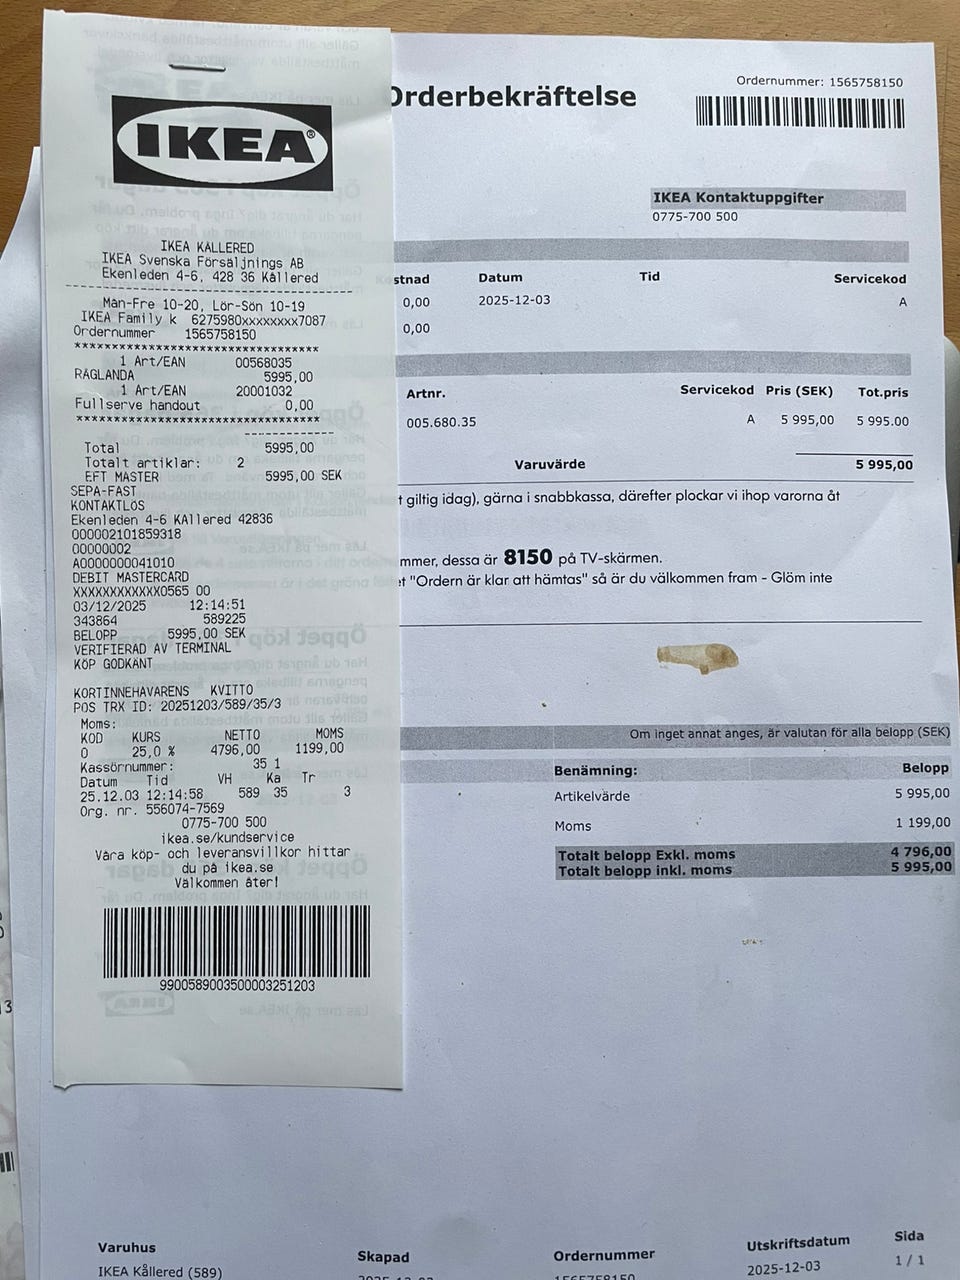 IKEA
IKEA KÅLLERED
IKEA Svenska Försäljnings AB
Ekenleden 4-6, 428 36 Kållered
Mån-Fre 10-20, Lör-Sön 10-19
IKEA Family k 6275980xxxxxxxx7087
Ordernummer 1565758150
*********************************
1 Art/EAN 00568035
RÅGLANDA 5995,00
1 Art/EAN 20001032
Fullserve handout 0,00
*********************************
Total 5995,00
Totalt artiklar: 2
EFT MASTER 5995,00 SEK
SEPA-FAST
KONTAKTLÖS
Ekenleden 4-6 KÅllered 42836
000002101859318
00000002
A0000000041010
DEBIT MASTERCARD
XXXXXXXXXXXX0565 00
03/12/2025 12:14:51
343864 589225
BELOPP 5995,00 SEK
VERIFIERAD AV TERMINAL
KÖP GODKÄNT
KORTINNEHAVARENS KVITTO
POS TRX ID: 20251203/589/35/3
Moms:
KOD KURS NETTO MOMS
0 25,0 % 4796,00 1199,00
Kassörnummer: 35 1
Datum Tid VH Ka Tr
25.12.03 12:14:58 589 35 3
Org. nr. 556074-7569
0775-700 500
ikea.se/kundservice
Våra köp- och leveransvillkor hittar
du på ikea.se
Välkommen åter!
9900589003500003251203
Orderbekräftelse
Ordernummer: 1565758150
IKEA Kontaktuppgifter
0775-700 500
stnad Datum Tid Servicekod
0,00 2025-12-03 A
0,00
Artnr. Servicekod Pris (SEK) Tot.pris
005.680.35 A 5 995,00 5 995.00
Varuvärde 5 995,00
t giltig idag), gärna i snabbkassa, därefter plockar vi ihop varorna åt
mmer, dessa är 8150 på TV-skärmen.
t "Ordern är klar att hämtas" så är du välkommen fram - Glöm inte
Om inget annat anges, är valutan för alla belopp (SEK)
Benämning: Belopp
Artikelvärde 5 995,00
Moms 1 199,00
Totalt belopp Exkl. moms 4 796,00
Totalt belopp inkl. moms 5 995,00
Varuhus Skapad Ordernummer Utskriftsdatum Sida
IKEA Kållered (589) 2025-12-03 1565758150 2025-12-03 1 / 1